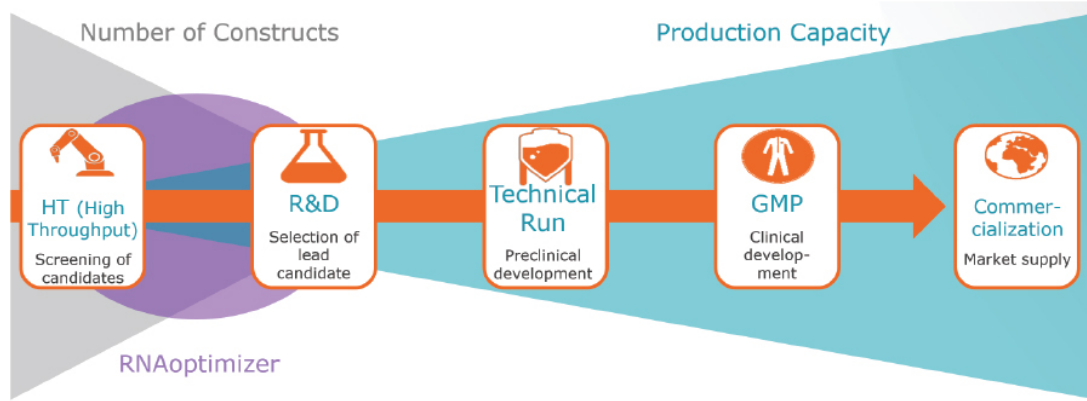 Number of Constructs
Production Capacity
HT (High
Throughput)
Screening of
candidates
R&D
Selection of
lead
candidate
Technical
Run
Preclinical
development
GMP
Clinical
develop-
ment
Commer-
cialization
Market supply
RNAoptimizer